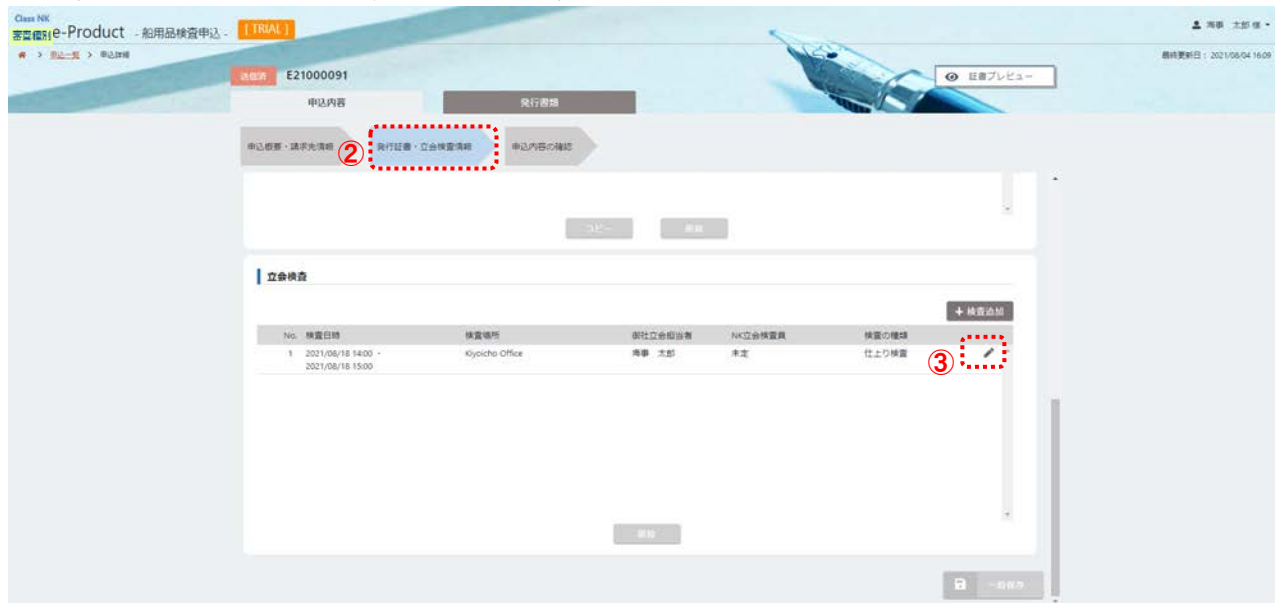 Class NK
審査個別 e-Product - 船用品検査申込 - [ TRIAL ]
海事 太郎 様
> 申込一覧 > 申込詳細
最終更新日： 2021/08/04 16:09
送信済 E21000091
証書プレビュー
申込内容 発行書類
申込概要・請求先情報 ② 発行証書・立会検査情報 申込内容の確認
コピー 削除
立会検査
+ 検査追加
No. 検査日時 検査場所 御社立会担当者 NK立会検査員 検査の種類
1 2021/08/18 14:00 - Kiyoicho Office 海事 太郎 未定 仕上り検査 ③
2021/08/18 15:00
削除
一時保存